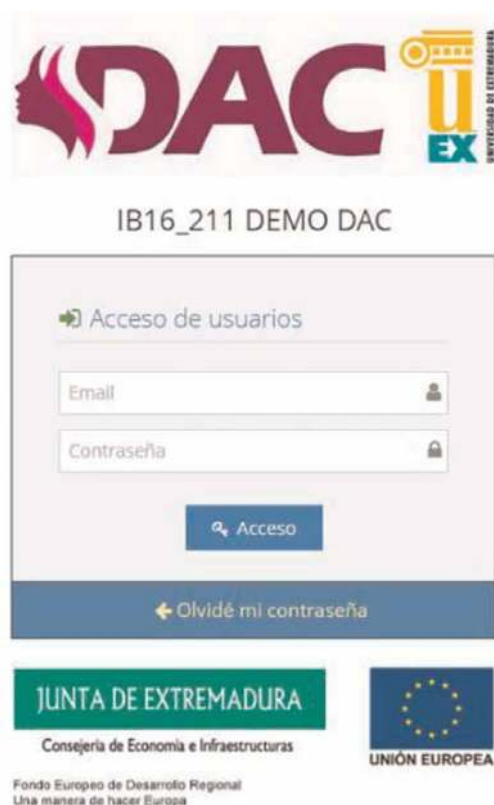 DAC
U
EX
UNIVERSIDAD DE EXTREMADURA
IB16_211 DEMO DAC
Acceso de usuarios
Email
Contraseña
Acceso
Olvidé mi contraseña
JUNTA DE EXTREMADURA
Consejería de Economía e Infraestructuras
UNIÓN EUROPEA
Fondo Europeo de Desarrollo Regional
Una manera de hacer Europa